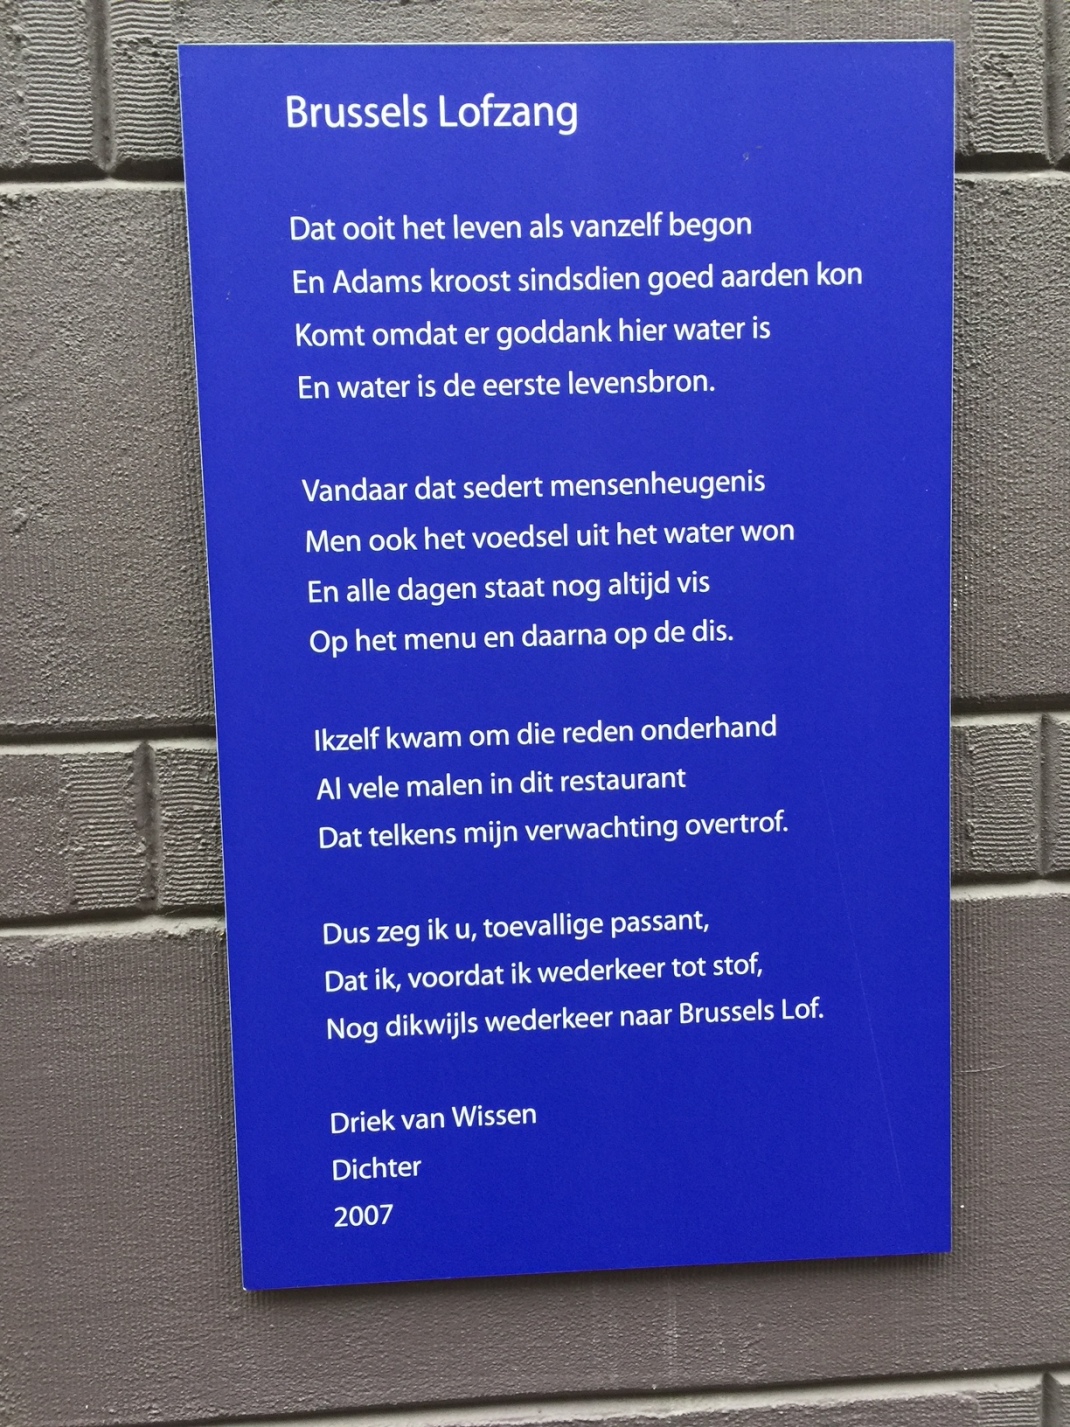 Brussels Lofzang
Dat ooit het leven als vanzelf begon
En Adams kroost sindsdien goed aarden kon
Komt omdat er goddank hier water is
En water is de eerste levensbron.
Vandaar dat sedert mensenheugenis
Men ook het voedsel uit het water won
En alle dagen staat nog altijd vis
Op het menu en daarna op de dis.
Ikzelf kwam om die reden onderhand
Al vele malen in dit restaurant
Dat telkens mijn verwachting overtrof.
Dus zeg ik u, toevallige passant,
Dat ik, voordat ik wederkeer tot stof,
Nog dikwijls wederkeer naar Brussels Lof.
Driek van Wissen
Dichter
2007